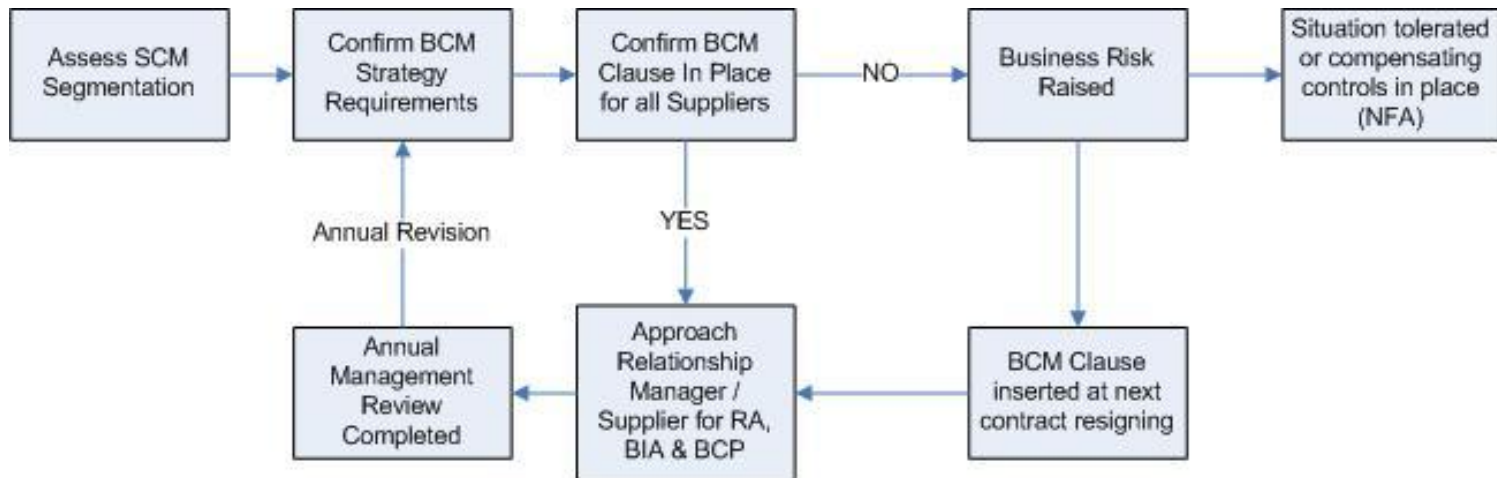 Assess SCM
Segmentation
Confirm BCM
Strategy
Requirements
Confirm BCM
Clause In Place
for all Suppliers
NO
Business Risk
Raised
Situation tolerated
or compensating
controls in place
(NFA)
YES
Annual Revision
Annual
Management
Review
Completed
Approach
Relationship
Manager /
Supplier for RA,
BIA & BCP
BCM Clause
inserted at next
contract resigning